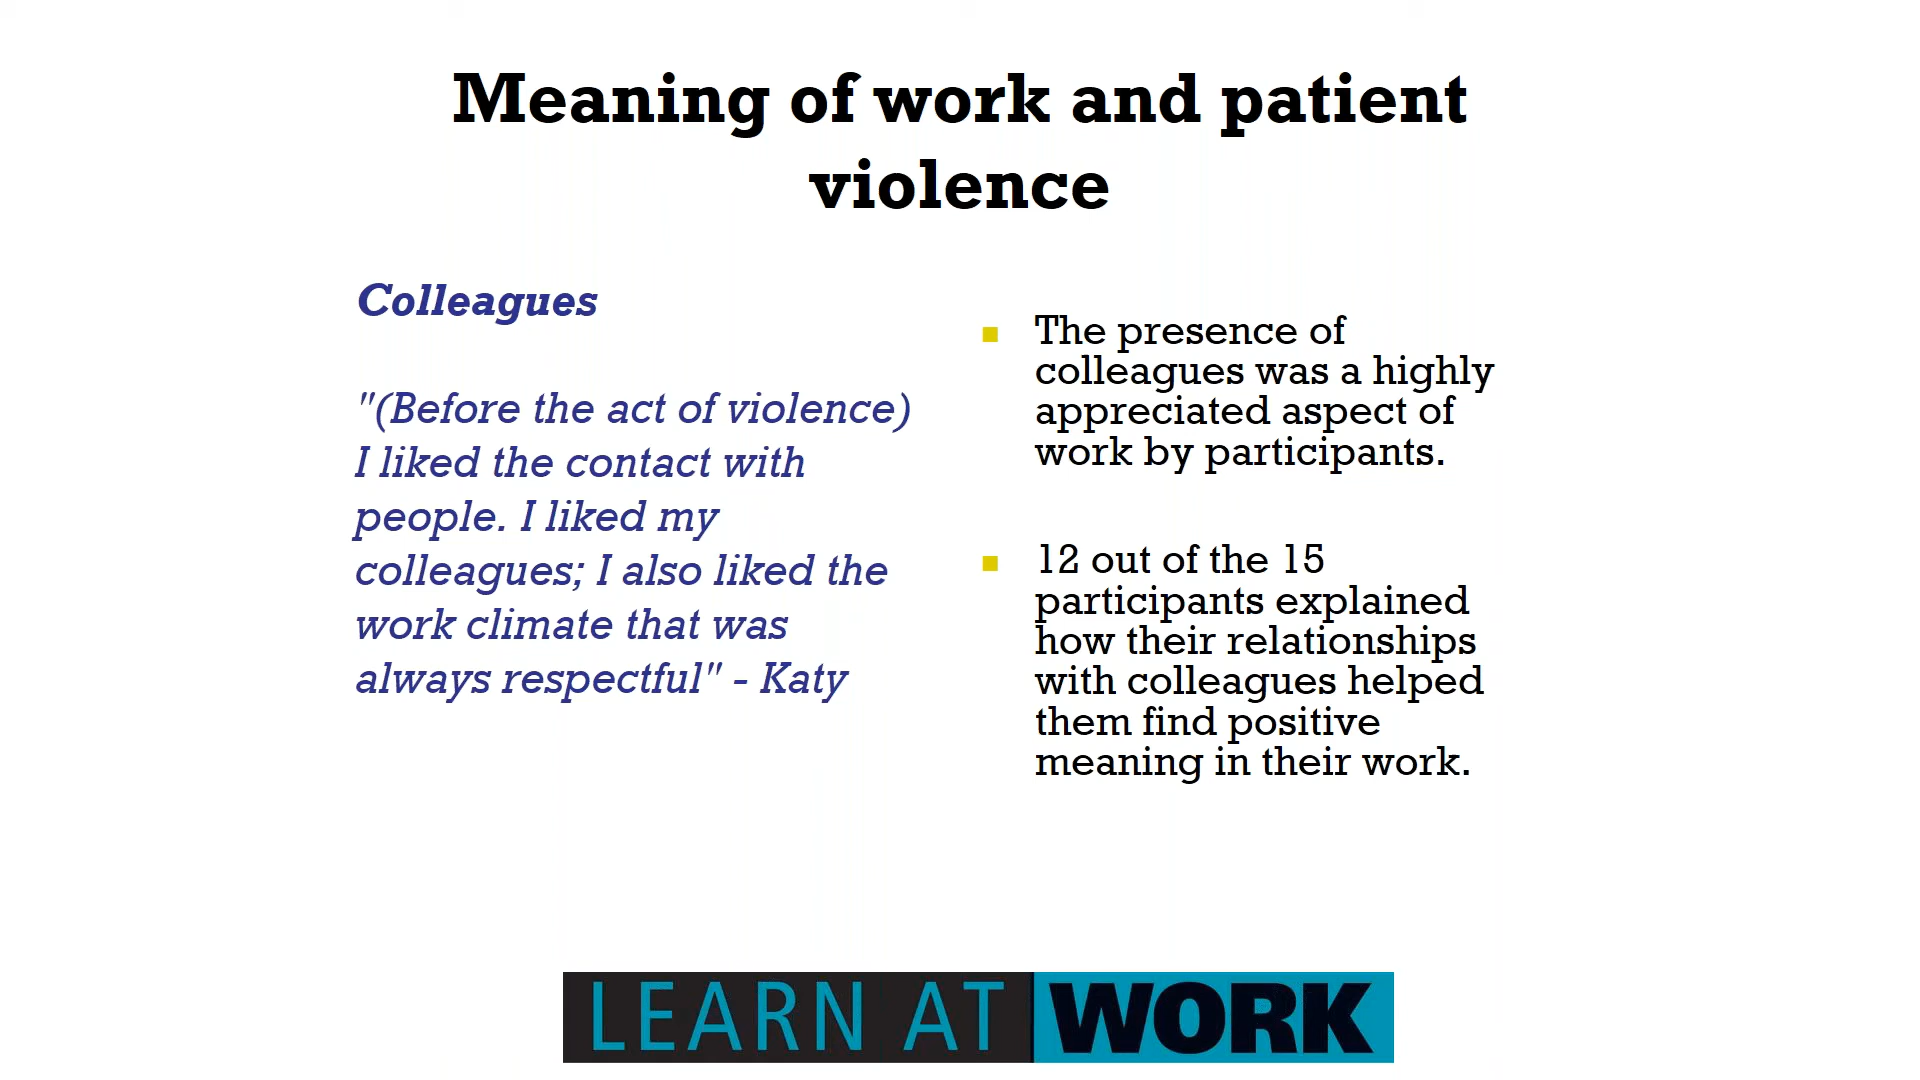 Meaning of work and patient
violence
Colleagues
"(Before the act of violence)
I liked the contact with
people. I liked my
colleagues; I also liked the
work climate that was
always respectful" - Katy
The presence of
colleagues was a highly
appreciated aspect of
work by participants.
12 out of the 15
participants explained
how their relationships
with colleagues helped
them find positive
meaning in their work.
LEARN AT WORK